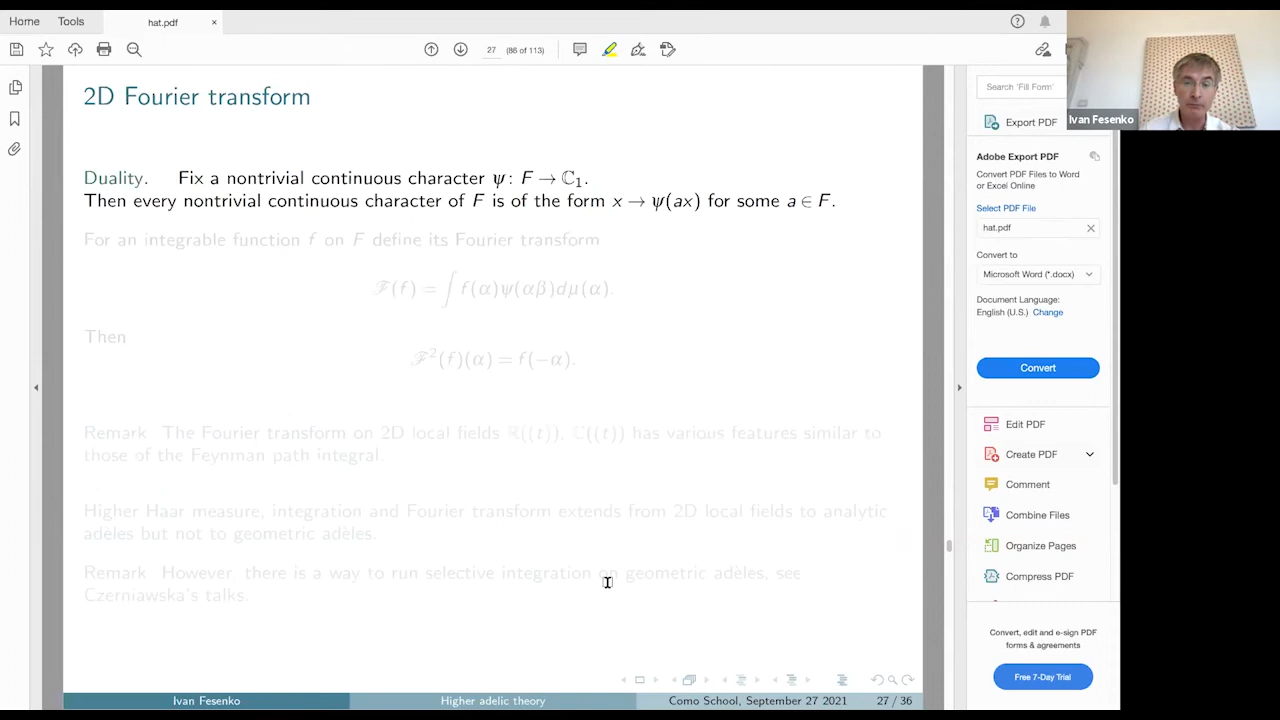 Home Tools hat.pdf ×
27 (86 of 113)
2D Fourier transform
Duality. Fix a nontrivial continuous character ψ: F → ℂ₁.
Then every nontrivial continuous character of F is of the form x → ψ(ax) for some a ∈ F.
For an integrable function f on F define its Fourier transform
ℱ(f) = ∫ f(α)ψ(αβ)dμ(α).
Then
ℱ²(f)(α) = f(−α).
Remark The Fourier transform on 2D local fields ℝ((t)), ℂ((t)) has various features similar to
those of the Feynman path integral.
Higher Haar measure, integration and Fourier transform extends from 2D local fields to analytic
adèles but not to geometric adèles.
Remark However, there is a way to run selective integration on geometric adèles, see
Czerniawska's talks.
Ivan Fesenko Higher adelic theory Como School, September 27 2021 27 / 36
Search 'Fill Form'
Export PDF
Adobe Export PDF
Convert PDF Files to Word
or Excel Online
Select PDF File
hat.pdf
Convert to
Microsoft Word (*.docx)
Document Language:
English (U.S.) Change
Convert
Edit PDF
Create PDF
Comment
Combine Files
Organize Pages
Compress PDF
Convert, edit and e-sign PDF
forms & agreements
Free 7-Day Trial
Ivan Fesenko